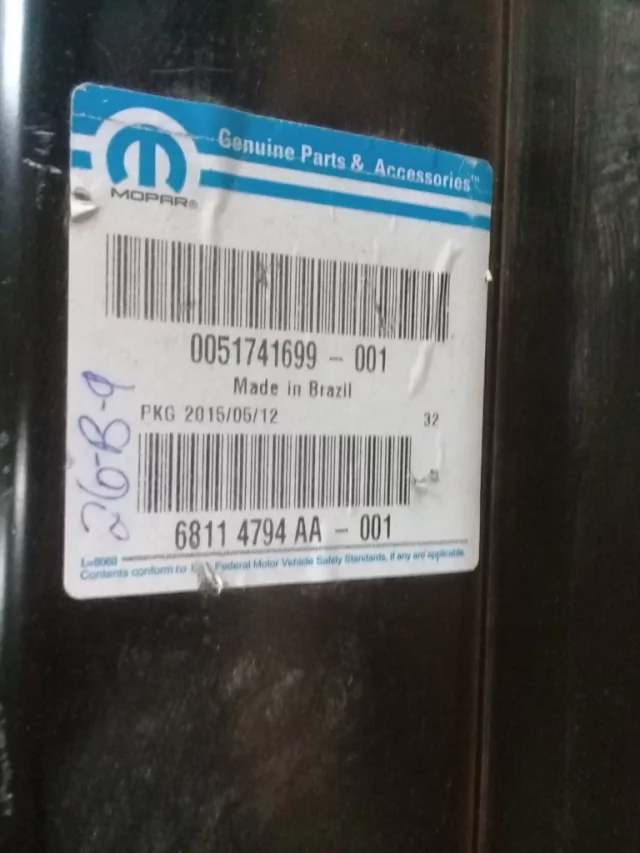 Genuine Parts & Accessories™
MOPAR®
0051741699 - 001
Made in Brazil
PKG 2015/05/12 32
26-B-9
6811 4794 AA - 001
Contents conform to Federal Motor Vehicle Safety Standards, if any are applicable.